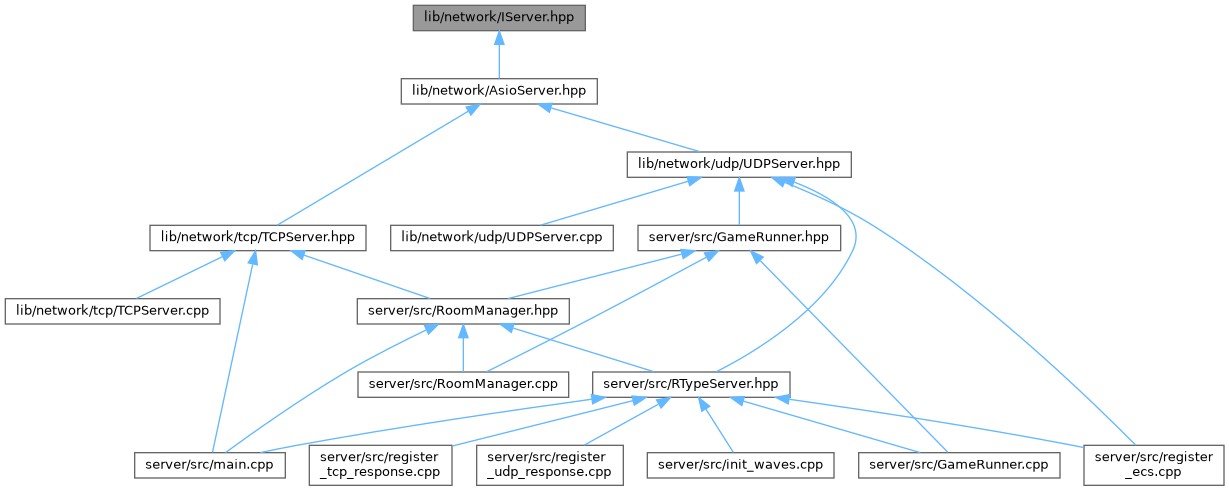 lib/network/IServer.hpp
lib/network/AsioServer.hpp
lib/network/udp/UDPServer.hpp
lib/network/tcp/TCPServer.hpp
lib/network/udp/UDPServer.cpp
server/src/GameRunner.hpp
lib/network/tcp/TCPServer.cpp
server/src/RoomManager.hpp
server/src/RoomManager.cpp
server/src/RTypeServer.hpp
server/src/main.cpp
server/src/register
_tcp_response.cpp
server/src/register
_udp_response.cpp
server/src/init_waves.cpp
server/src/GameRunner.cpp
server/src/register
_ecs.cpp